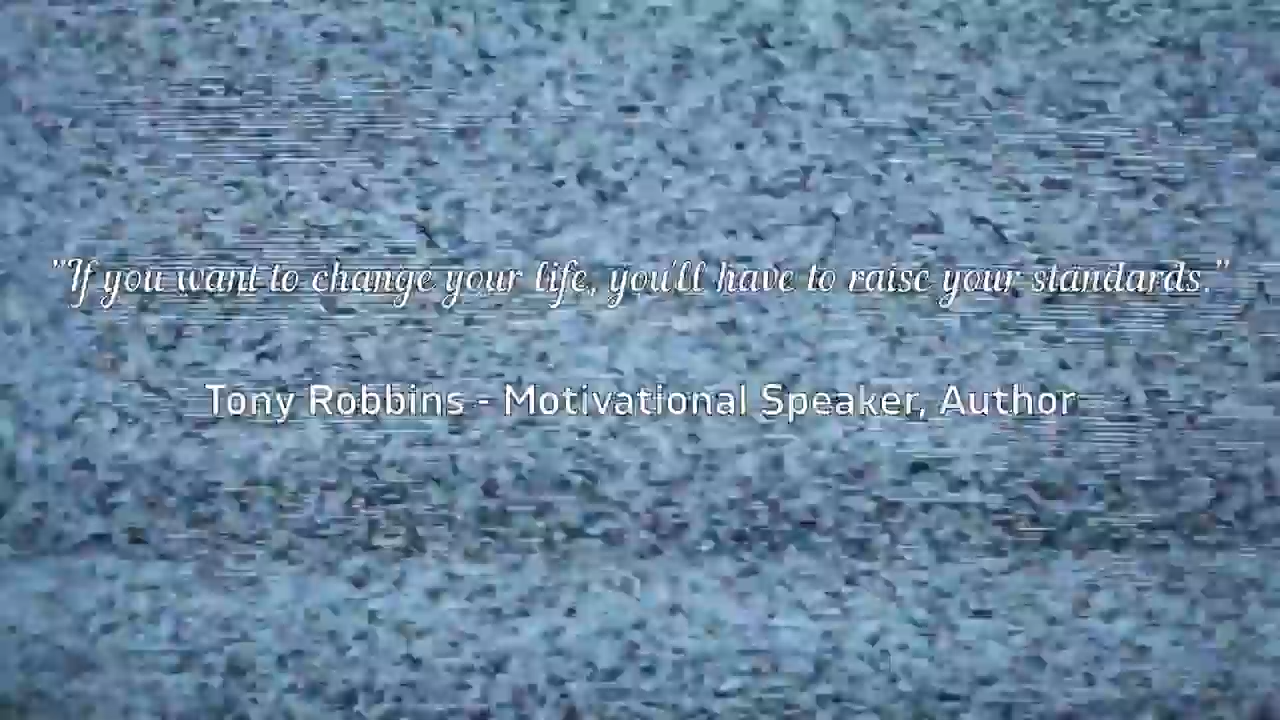 "If you want to change your life, you'll have to raise your standards."
Tony Robbins - Motivational Speaker, Author